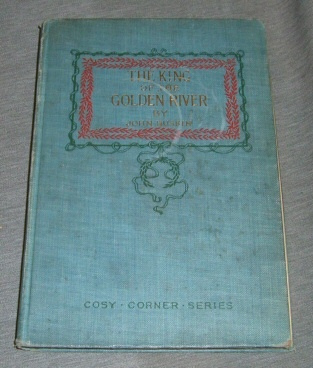 THE KING
OF THE
GOLDEN RIVER
BY
JOHN RUSKIN
COSY · CORNER · SERIES